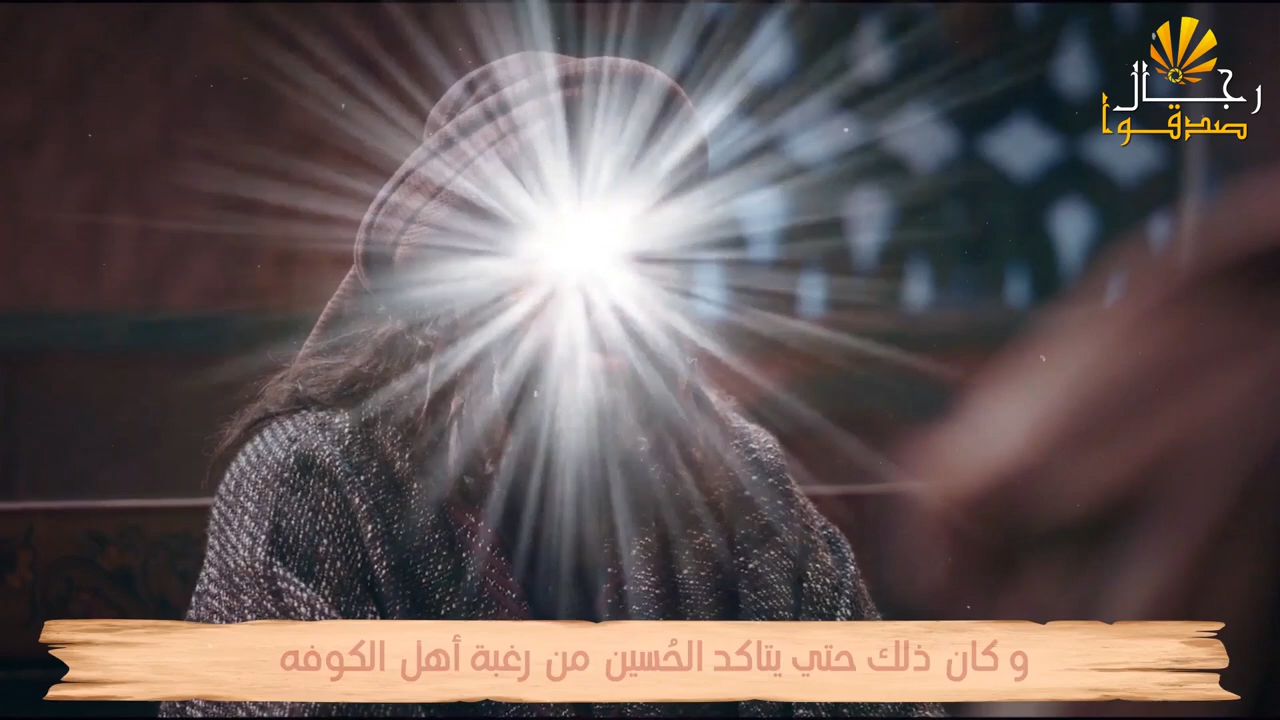 رجال
صدقوا
و كان ذلك حتي يتاكد الحُسين من رغبة أهل الكوفه